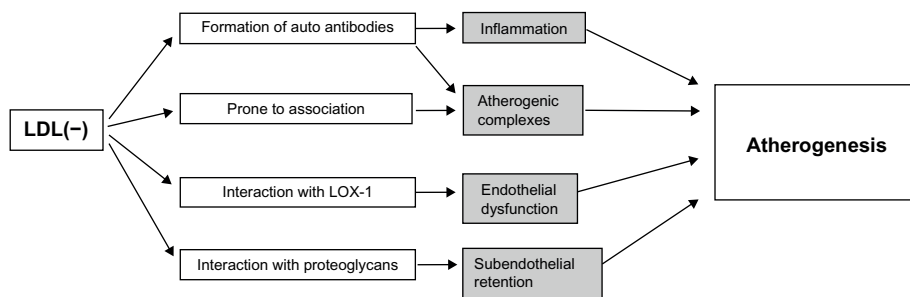 Formation of auto antibodies
Inflammation
Prone to association
Atherogenic
complexes
LDL(−)
Atherogenesis
Interaction with LOX-1
Endothelial
dysfunction
Interaction with proteoglycans
Subendothelial
retention